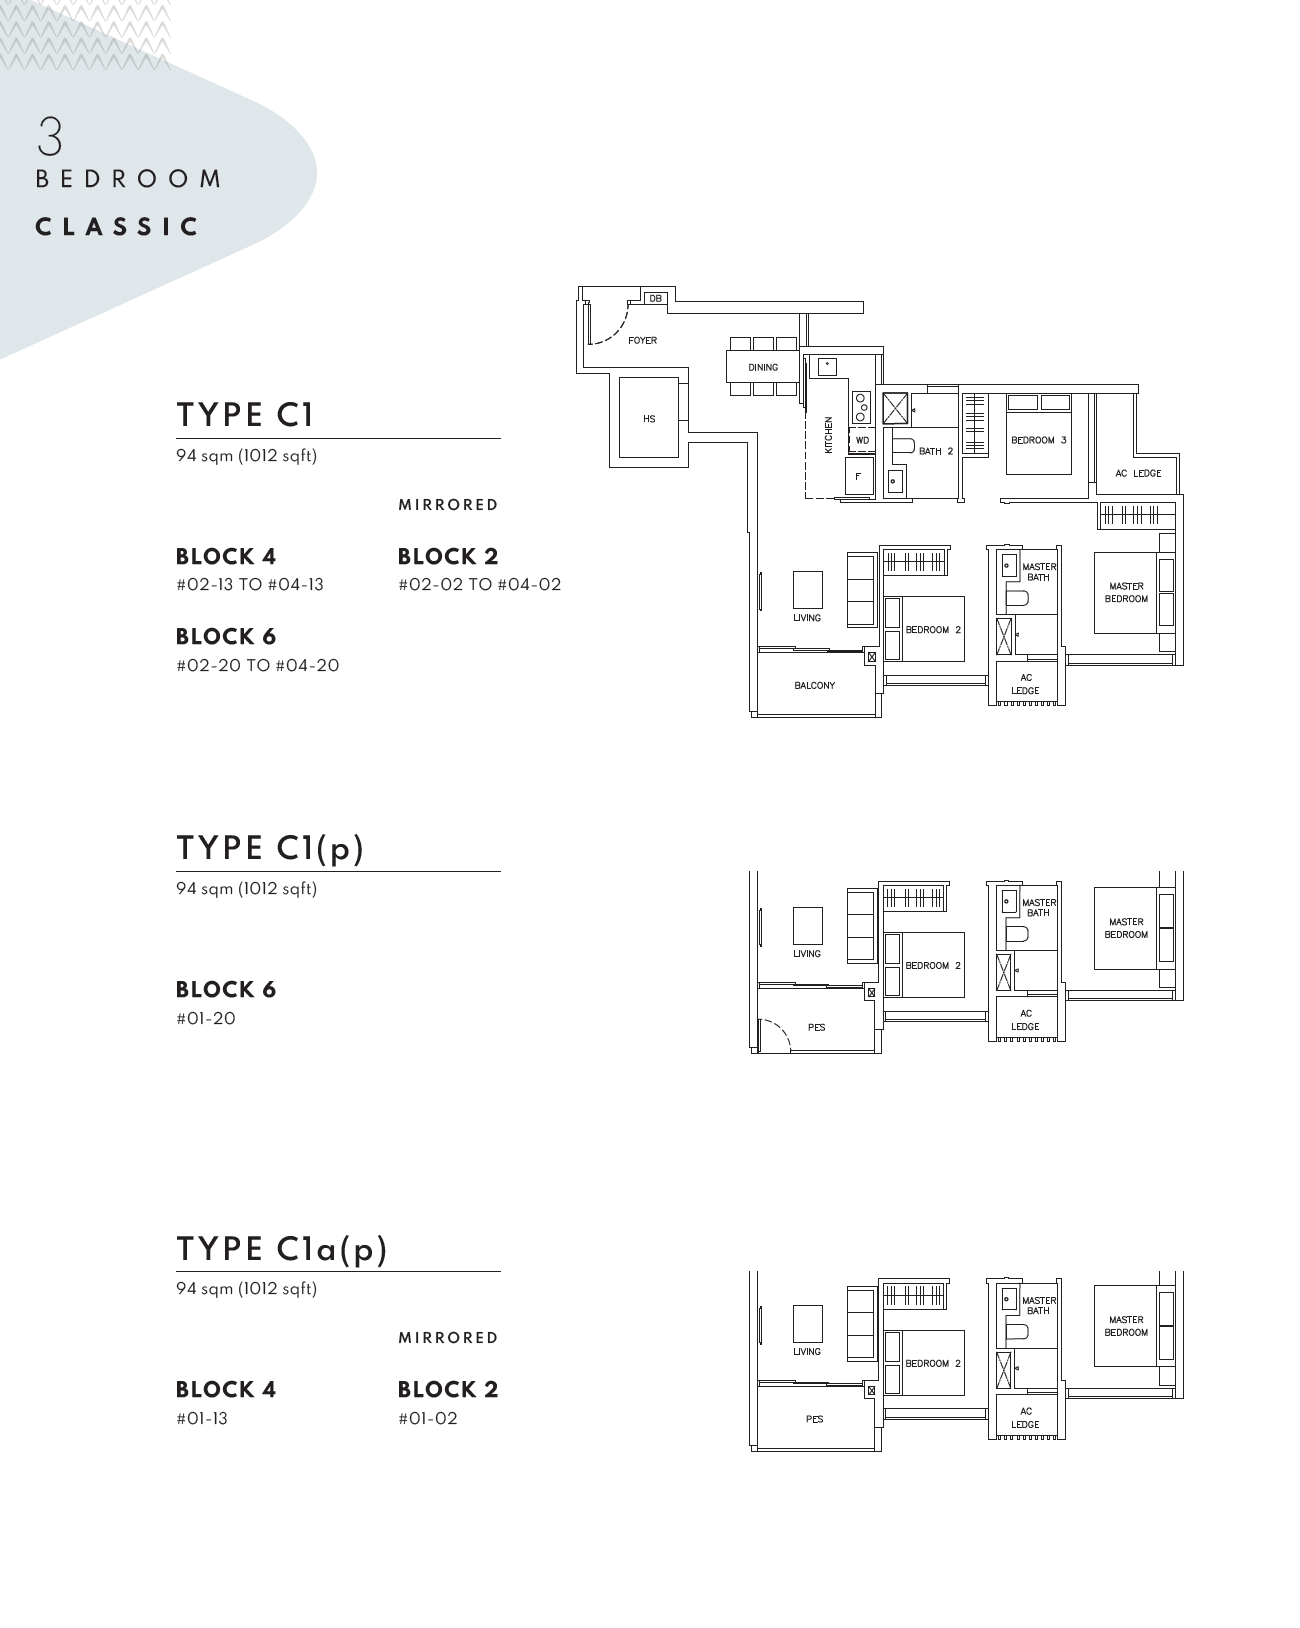 3
BEDROOM
CLASSIC
TYPE C1
94 sqm (1012 sqft)
MIRRORED
BLOCK 4
#02-13 TO #04-13
BLOCK 2
#02-02 TO #04-02
BLOCK 6
#02-20 TO #04-20
DB
FOYER
DINING
HS
KITCHEN
WD
F
BATH 2
BEDROOM 3
AC LEDGE
MASTER
BATH
MASTER
BEDROOM
LIVING
BEDROOM 2
BALCONY
AC
LEDGE
TYPE C1(p)
94 sqm (1012 sqft)
BLOCK 6
#01-20
MASTER
BATH
MASTER
BEDROOM
LIVING
BEDROOM 2
PES
AC
LEDGE
TYPE C1a(p)
94 sqm (1012 sqft)
MIRRORED
BLOCK 4
#01-13
BLOCK 2
#01-02
MASTER
BATH
MASTER
BEDROOM
LIVING
BEDROOM 2
PES
AC
LEDGE